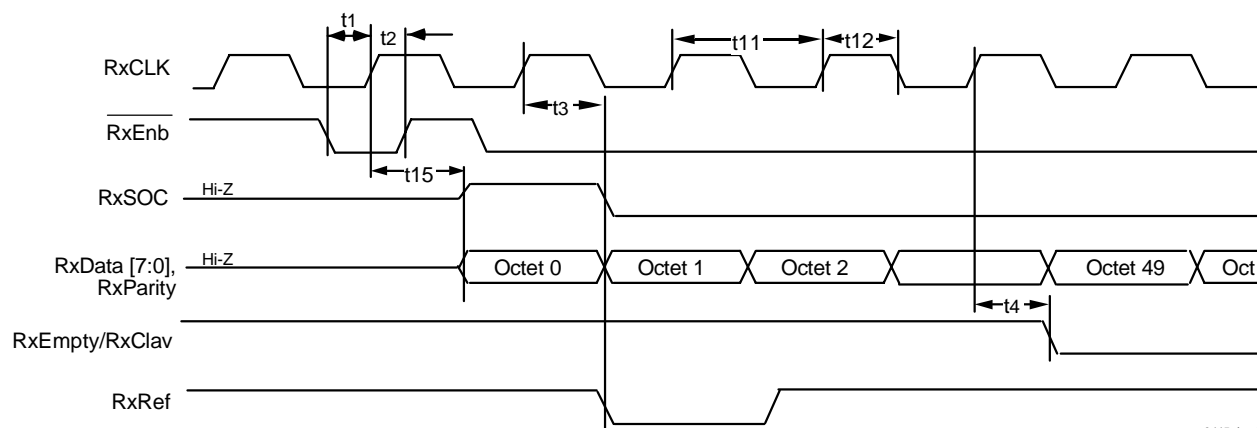 t1
t2
t11
t12
RxCLK
t3
RxEnb
t15
Hi-Z
RxSOC
Hi-Z
RxData [7:0],
RxParity
Octet 0
Octet 1
Octet 2
Octet 49
Oct
t4
RxEmpty/RxClav
RxRef